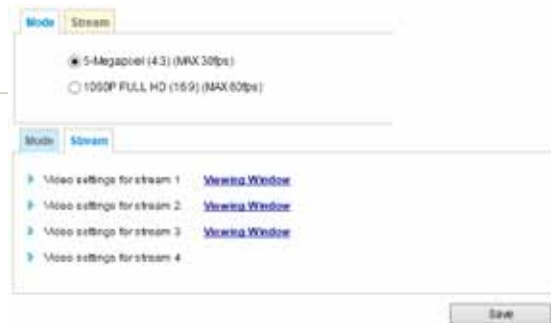 Mode Stream
5-Megapixel (4:3) (MAX 30fps)
1080P FULL HD (16:9) (MAX 60fps)
Mode Stream
Video settings for stream 1 Viewing Window
Video settings for stream 2 Viewing Window
Video settings for stream 3 Viewing Window
Video settings for stream 4
Save